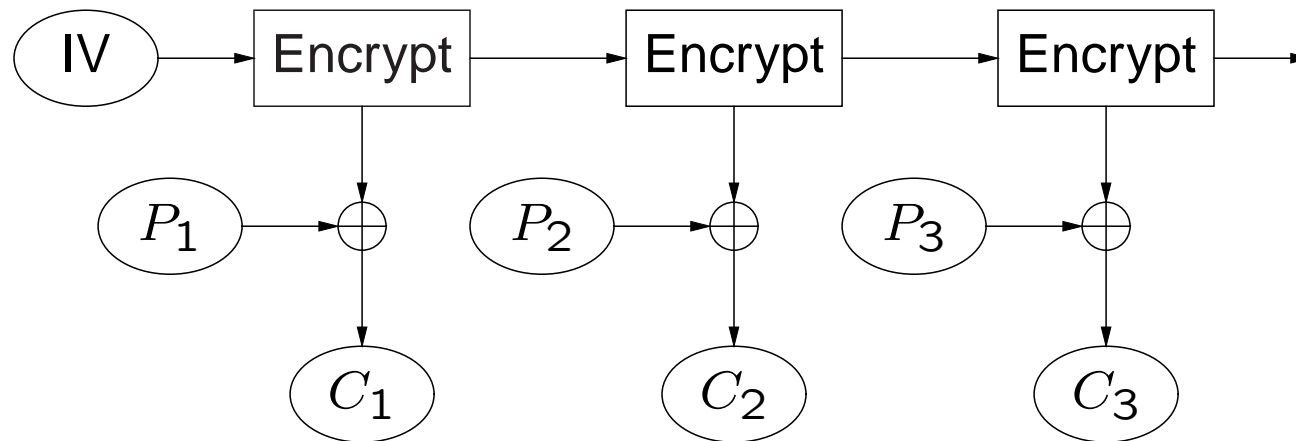 IV Encrypt Encrypt Encrypt
P₁ P₂ P₃
C₁ C₂ C₃